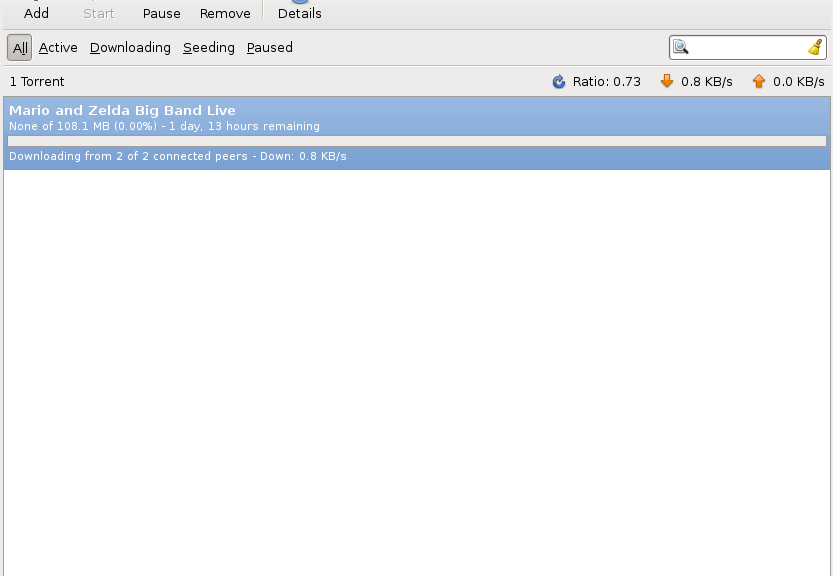 Add Start Pause Remove Details
All Active Downloading Seeding Paused
1 Torrent Ratio: 0.73 0.8 KB/s 0.0 KB/s
Mario and Zelda Big Band Live
None of 108.1 MB (0.00%) - 1 day, 13 hours remaining
Downloading from 2 of 2 connected peers - Down: 0.8 KB/s